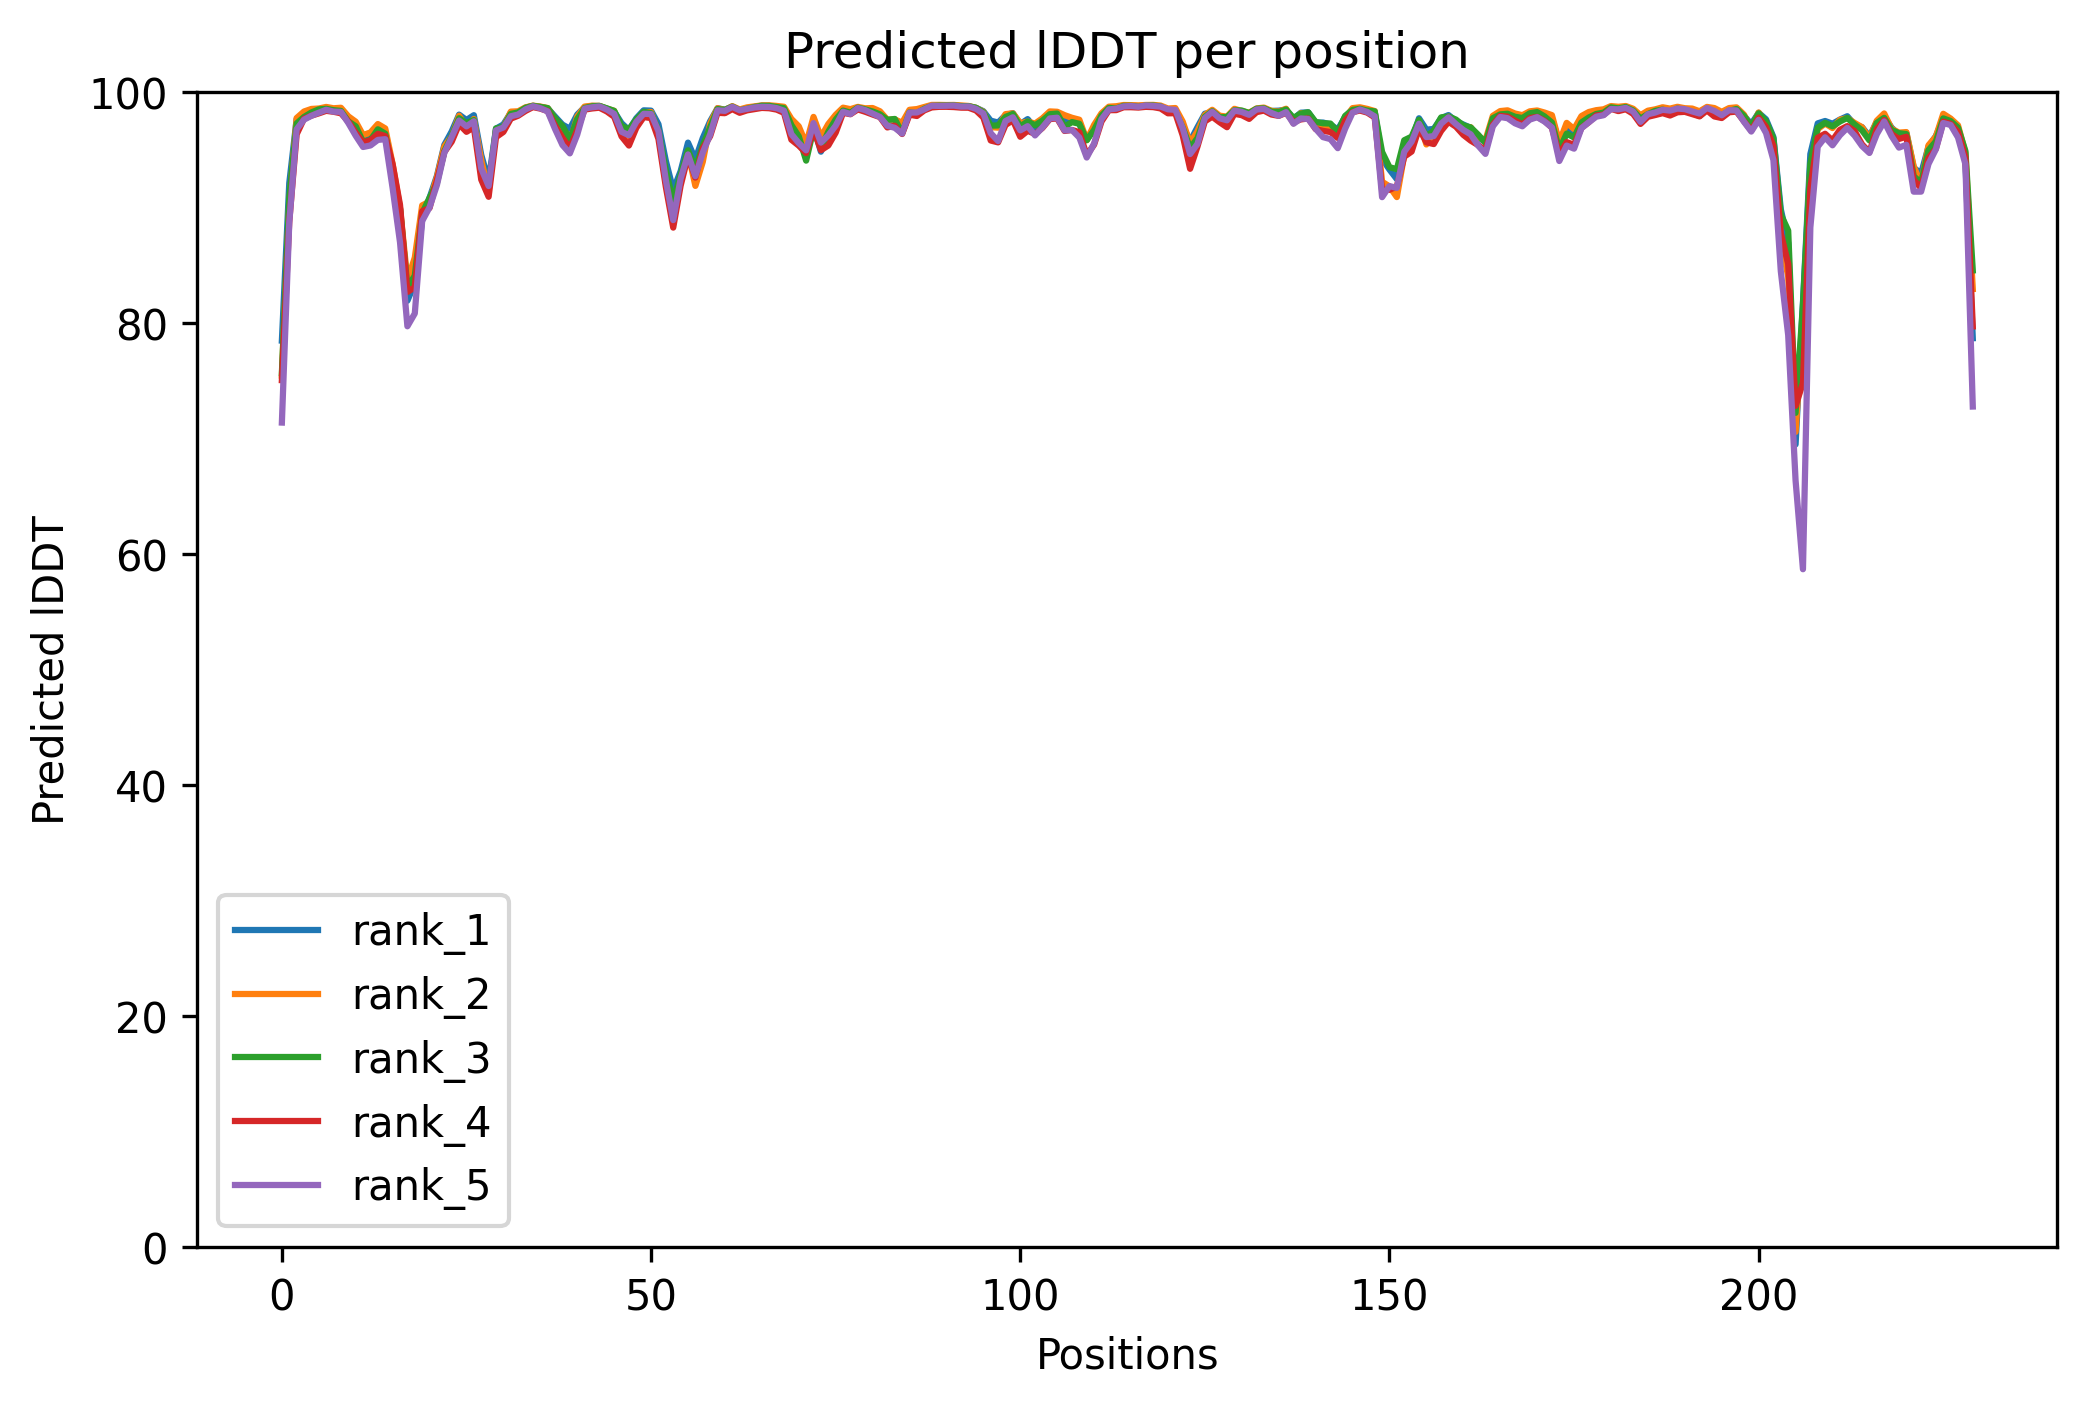 Predicted lDDT per position
100
80
60
40
20
0
Predicted lDDT
rank_1
rank_2
rank_3
rank_4
rank_5
0 50 100 150 200
Positions